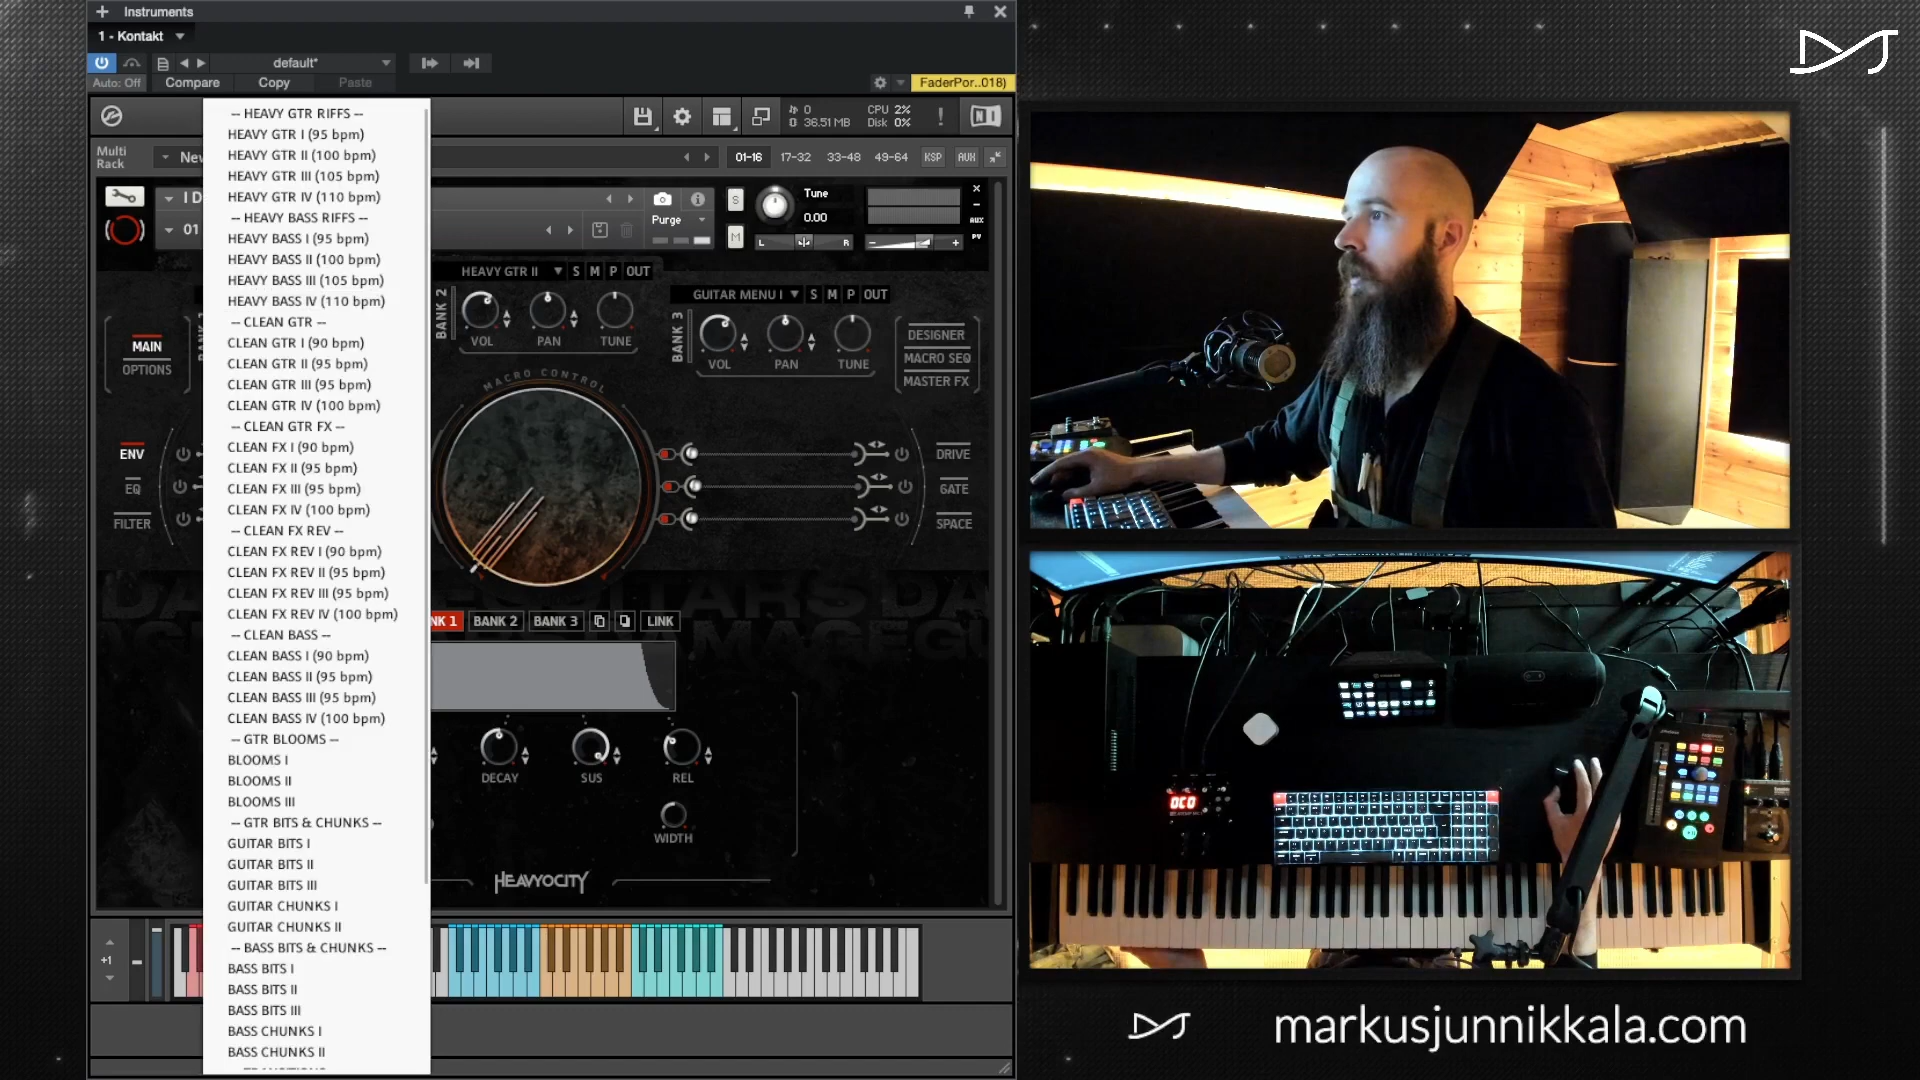 Instruments
1 - Kontakt
default*
Auto: Off
Compare
Copy
Paste
FaderPor..018)
0
36.51 MB
CPU 2%
Disk 0%
Multi
Rack
New
01-16
17-32
33-48
49-64
KSP
AUX
I D
01
Purge
S
M
Tune
0.00
L
R
AUX
PV
-- HEAVY GTR RIFFS --
HEAVY GTR I (95 bpm)
HEAVY GTR II (100 bpm)
HEAVY GTR III (105 bpm)
HEAVY GTR IV (110 bpm)
-- HEAVY BASS RIFFS --
HEAVY BASS I (95 bpm)
HEAVY BASS II (100 bpm)
HEAVY BASS III (105 bpm)
HEAVY BASS IV (110 bpm)
-- CLEAN GTR --
CLEAN GTR I (90 bpm)
CLEAN GTR II (95 bpm)
CLEAN GTR III (95 bpm)
CLEAN GTR IV (100 bpm)
-- CLEAN GTR FX --
CLEAN FX I (90 bpm)
CLEAN FX II (95 bpm)
CLEAN FX III (95 bpm)
CLEAN FX IV (100 bpm)
-- CLEAN FX REV --
CLEAN FX REV I (90 bpm)
CLEAN FX REV II (95 bpm)
CLEAN FX REV III (95 bpm)
CLEAN FX REV IV (100 bpm)
-- CLEAN BASS --
CLEAN BASS I (90 bpm)
CLEAN BASS II (95 bpm)
CLEAN BASS III (95 bpm)
CLEAN BASS IV (100 bpm)
-- GTR BLOOMS --
BLOOMS I
BLOOMS II
BLOOMS III
-- GTR BITS & CHUNKS --
GUITAR BITS I
GUITAR BITS II
GUITAR BITS III
GUITAR CHUNKS I
GUITAR CHUNKS II
-- BASS BITS & CHUNKS --
BASS BITS I
BASS BITS II
BASS BITS III
BASS CHUNKS I
BASS CHUNKS II
HEAVY GTR II
S M P OUT
BANK 2
VOL
PAN
TUNE
GUITAR MENU I
S M P OUT
BANK 3
VOL
PAN
TUNE
MAIN
OPTIONS
DESIGNER
MACRO SEQ
MASTER FX
MACRO CONTROL
ENV
EQ
FILTER
DRIVE
GATE
SPACE
NK 1
BANK 2
BANK 3
LINK
DECAY
SUS
REL
WIDTH
HEAVYOCITY
+1
markusjunnikkala.com